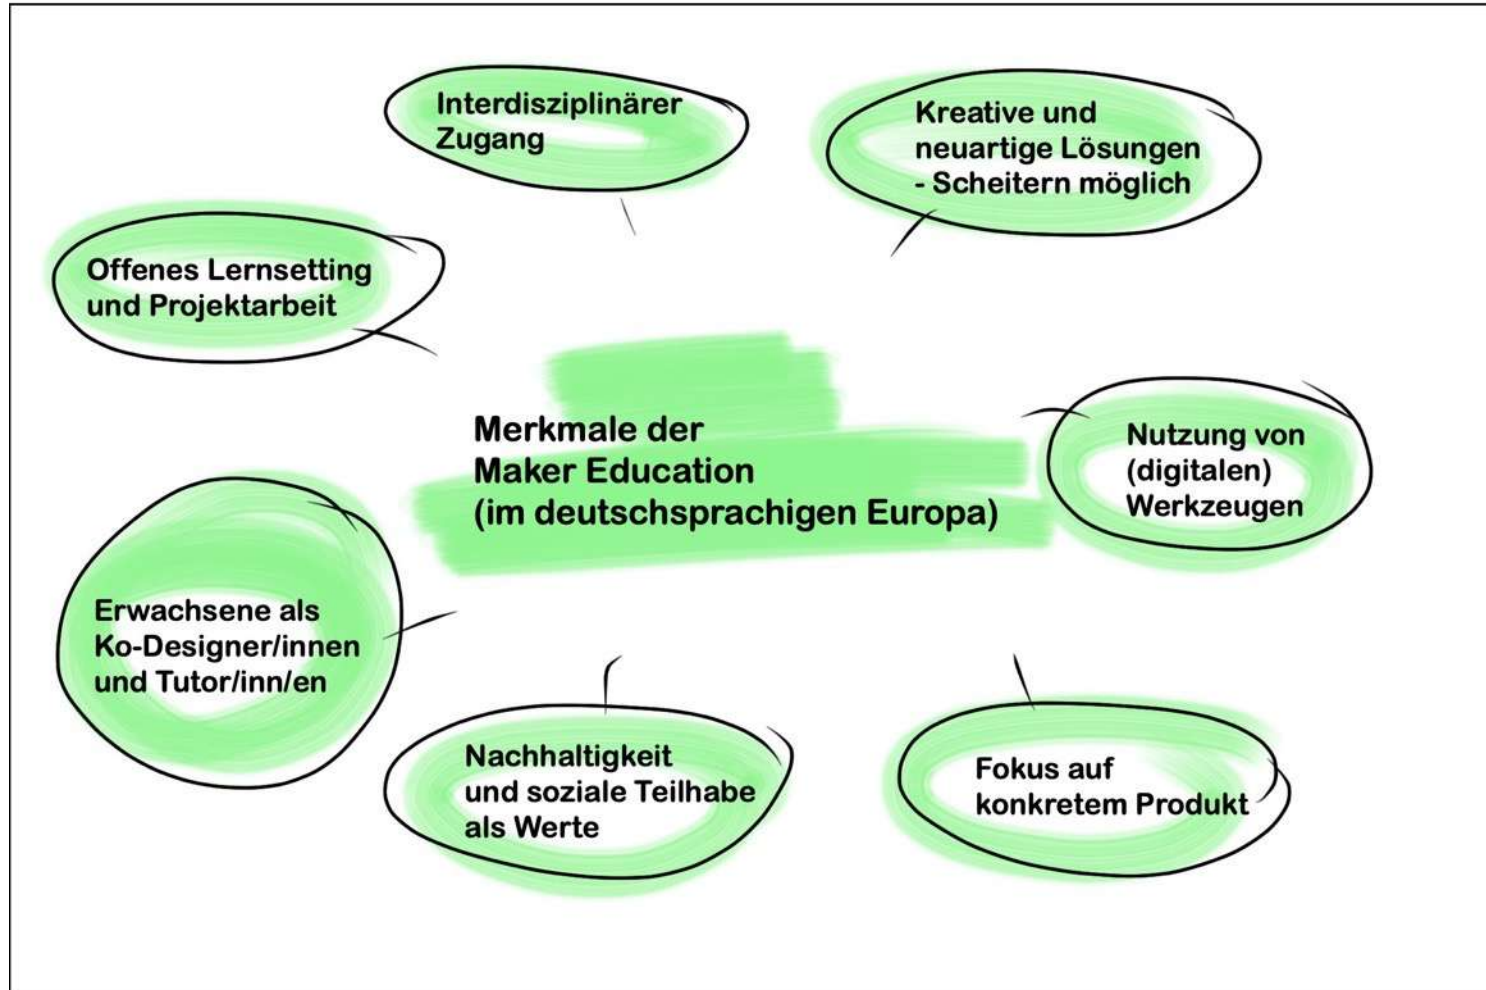 Interdisziplinärer
Zugang
Kreative und
neuartige Lösungen
- Scheitern möglich
Offenes Lernsetting
und Projektarbeit
Merkmale der
Maker Education
(im deutschsprachigen Europa)
Nutzung von
(digitalen)
Werkzeugen
Erwachsene als
Ko-Designer/innen
und Tutor/inn/en
Nachhaltigkeit
und soziale Teilhabe
als Werte
Fokus auf
konkretem Produkt